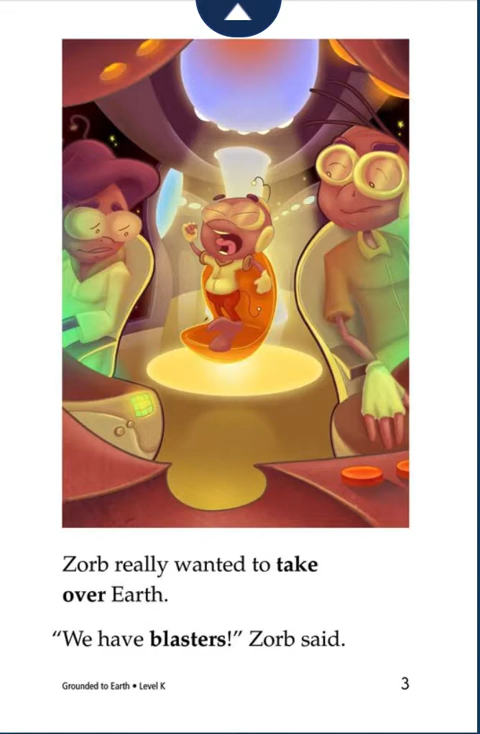 Zorb really wanted to take
over Earth.
“We have blasters!” Zorb said.
Grounded to Earth • Level K
3